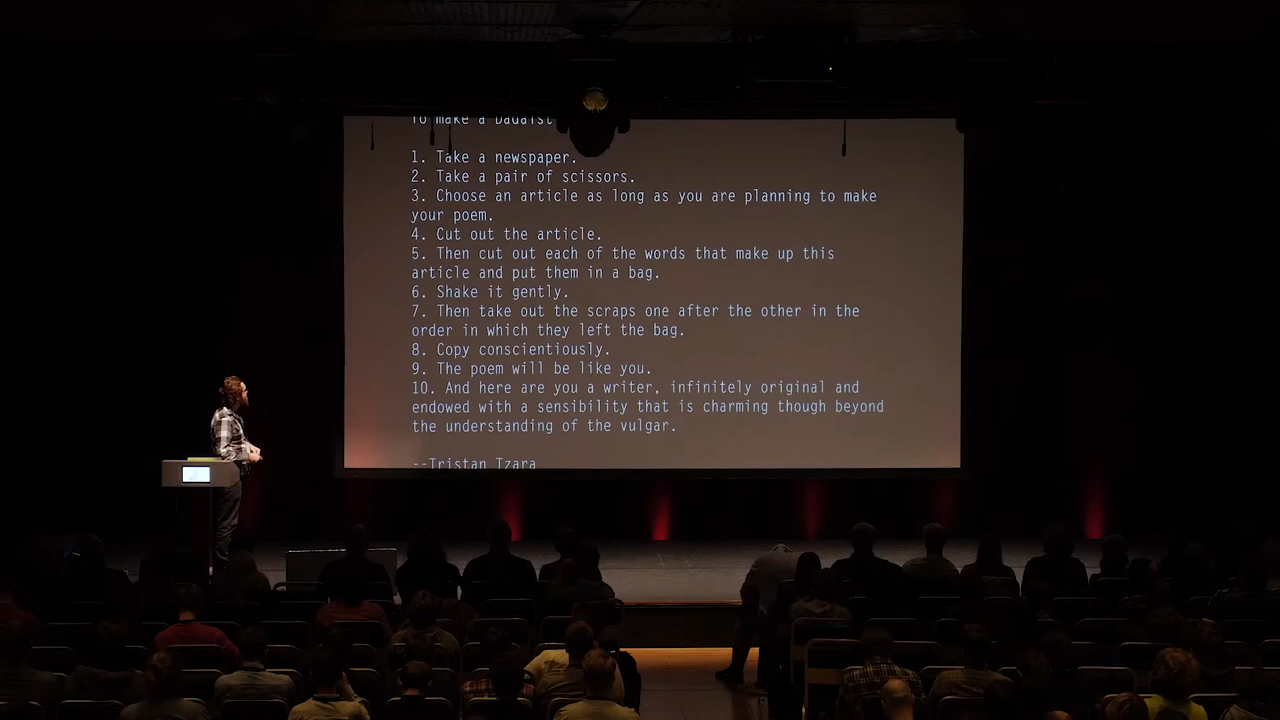 To make a Dadaist
1. Take a newspaper.
2. Take a pair of scissors.
3. Choose an article as long as you are planning to make
your poem.
4. Cut out the article.
5. Then cut out each of the words that make up this
article and put them in a bag.
6. Shake it gently.
7. Then take out the scraps one after the other in the
order in which they left the bag.
8. Copy conscientiously.
9. The poem will be like you.
10. And here are you a writer, infinitely original and
endowed with a sensibility that is charming though beyond
the understanding of the vulgar.
--Tristan Tzara